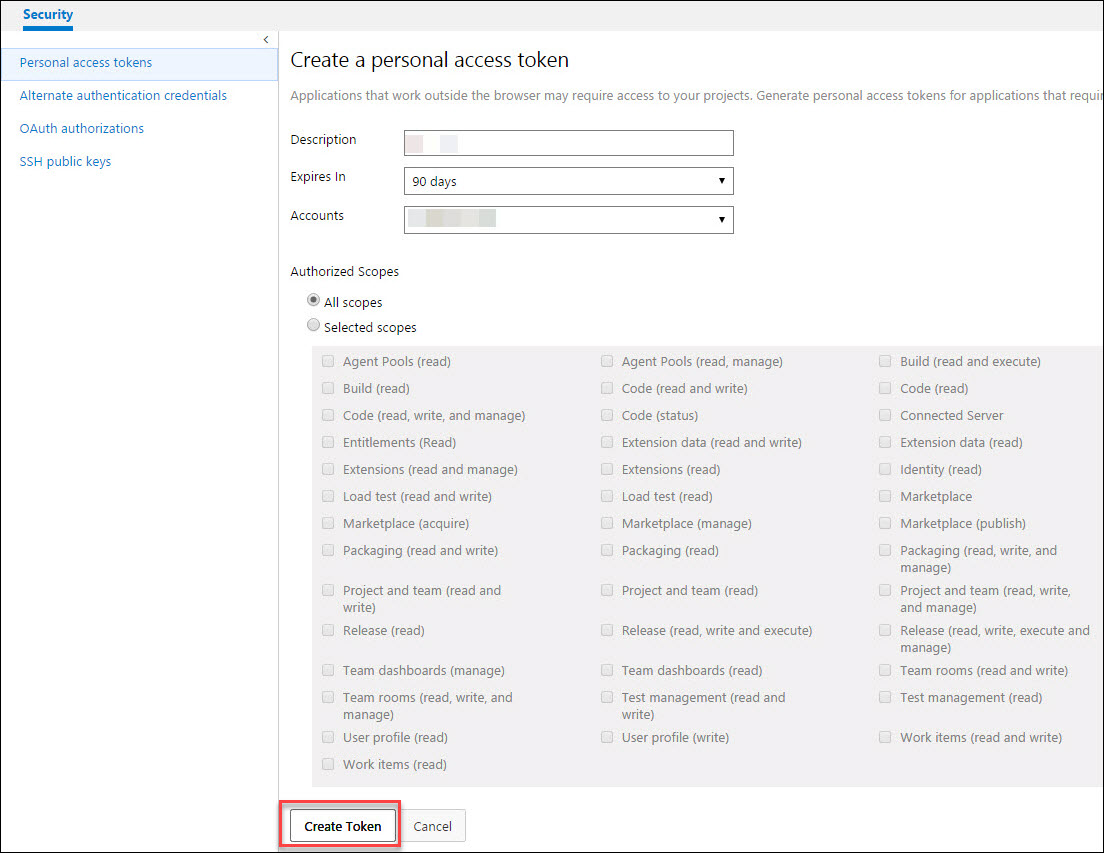 Security
Personal access tokens
Alternate authentication credentials
OAuth authorizations
SSH public keys
Create a personal access token
Applications that work outside the browser may require access to your projects. Generate personal access tokens for applications that requir
Description
Expires In
90 days
Accounts
Authorized Scopes
All scopes
Selected scopes
Agent Pools (read)
Agent Pools (read, manage)
Build (read and execute)
Build (read)
Code (read and write)
Code (read)
Code (read, write, and manage)
Code (status)
Connected Server
Entitlements (Read)
Extension data (read and write)
Extension data (read)
Extensions (read and manage)
Extensions (read)
Identity (read)
Load test (read and write)
Load test (read)
Marketplace
Marketplace (acquire)
Marketplace (manage)
Marketplace (publish)
Packaging (read and write)
Packaging (read)
Packaging (read, write, and
manage)
Project and team (read and
write)
Project and team (read)
Project and team (read, write,
and manage)
Release (read)
Release (read, write and execute)
Release (read, write, execute and
manage)
Team dashboards (manage)
Team dashboards (read)
Team rooms (read and write)
Team rooms (read, write, and
manage)
Test management (read and
write)
Test management (read)
User profile (read)
User profile (write)
Work items (read and write)
Work items (read)
Create Token
Cancel